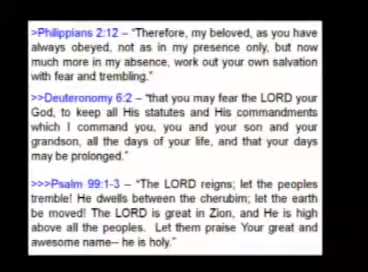 >Philippians 2:12 – "Therefore, my beloved, as you have
always obeyed, not as in my presence only, but now
much more in my absence, work out your own salvation
with fear and trembling."
>>Deuteronomy 6:2 – "that you may fear the LORD your
God, to keep all His statutes and His commandments
which I command you, you and your son and your
grandson, all the days of your life, and that your days
may be prolonged."
>>>Psalm 99:1-3 – "The LORD reigns; let the peoples
tremble! He dwells between the cherubim; let the earth
be moved! The LORD is great in Zion, and He is high
above all the peoples. Let them praise Your great and
awesome name-- he is holy."